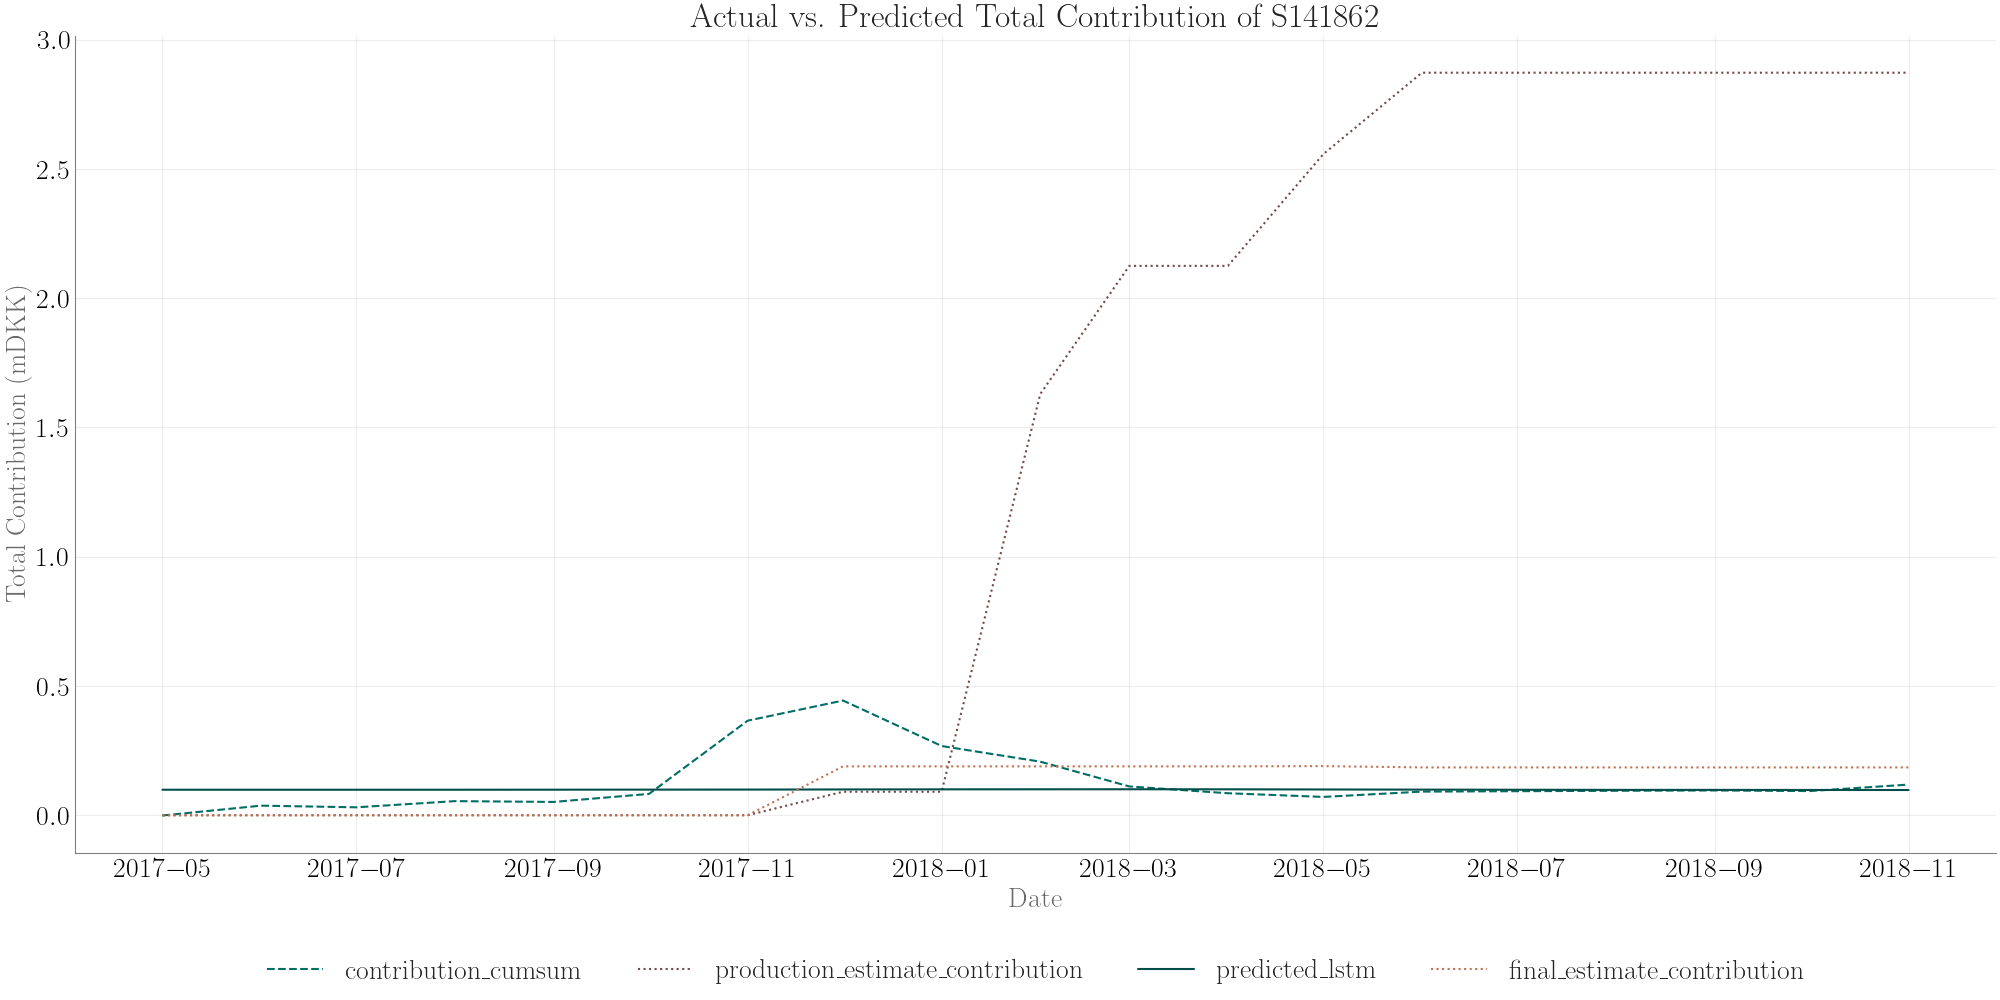 Actual vs. Predicted Total Contribution of S141862
Total Contribution (mDKK)
3.0
2.5
2.0
1.5
1.0
0.5
0.0
2017−05 2017−07 2017−09 2017−11 2018−01 2018−03 2018−05 2018−07 2018−09 2018−11
Date
contribution_cumsum production_estimate_contribution predicted_lstm final_estimate_contribution